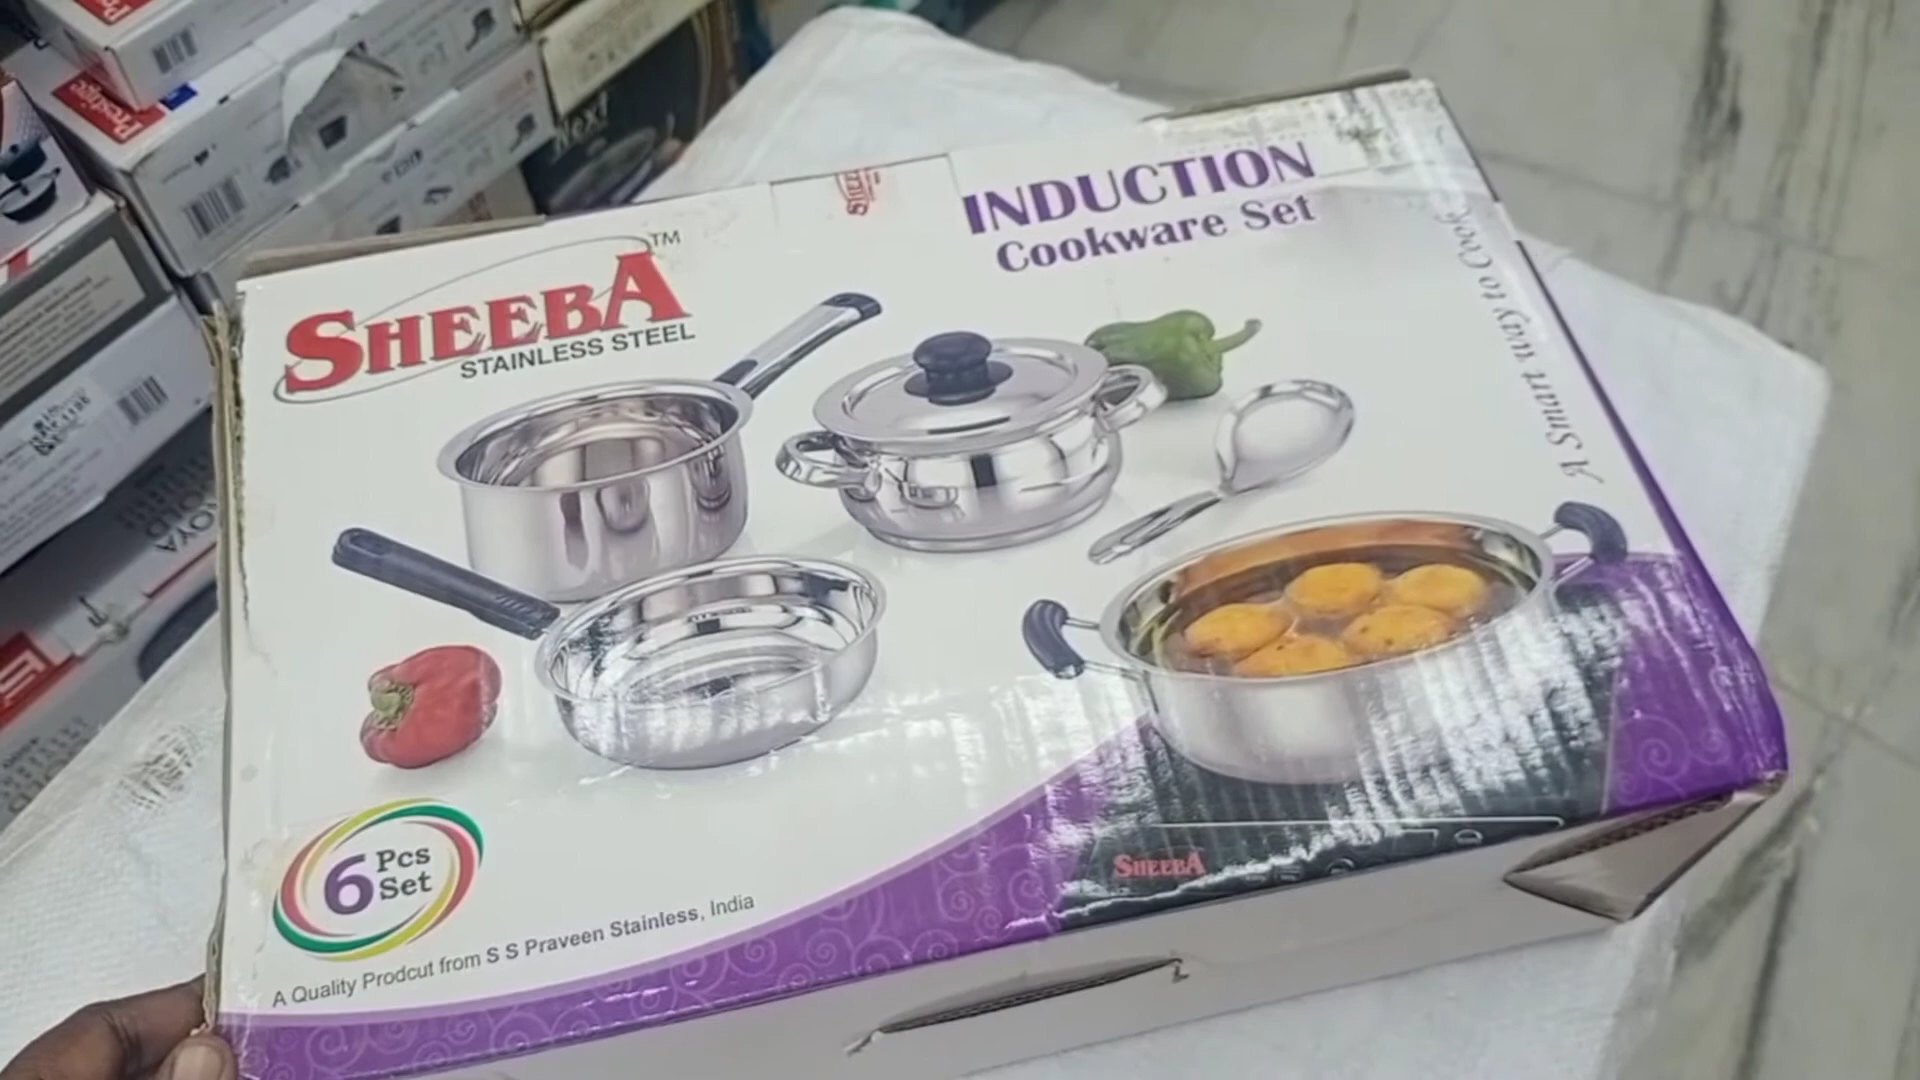 SHEEBA TM
STAINLESS STEEL
INDUCTION
Cookware Set
A Smart way to Cook
6 Pcs
Set
A Quality Prodcut from S S Praveen Stainless, India
SHEEBA
Prestige